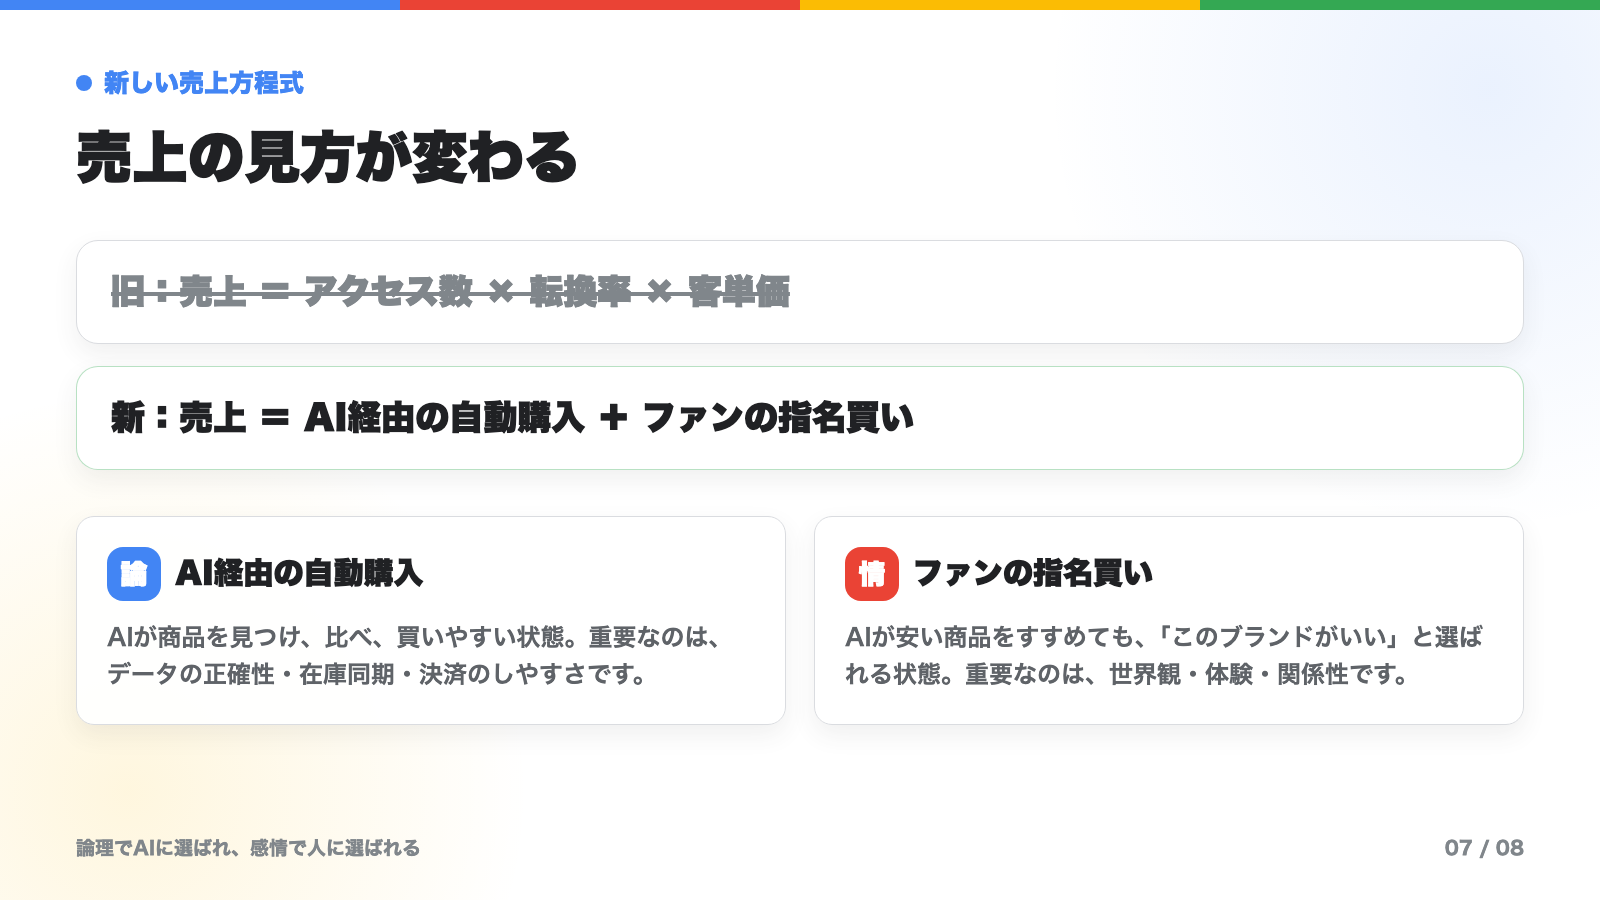 新しい売上方程式
売上の見方が変わる
旧：売上 ＝ アクセス数 × 転換率 × 客単価
新：売上 ＝ AI経由の自動購入 ＋ ファンの指名買い
論 AI経由の自動購入
AIが商品を見つけ、比べ、買いやすい状態。重要なのは、
データの正確性・在庫同期・決済のしやすさです。
情 ファンの指名買い
AIが安い商品をすすめても、「このブランドがいい」と選ば
れる状態。重要なのは、世界観・体験・関係性です。
論理でAIに選ばれ、感情で人に選ばれる
07 / 08